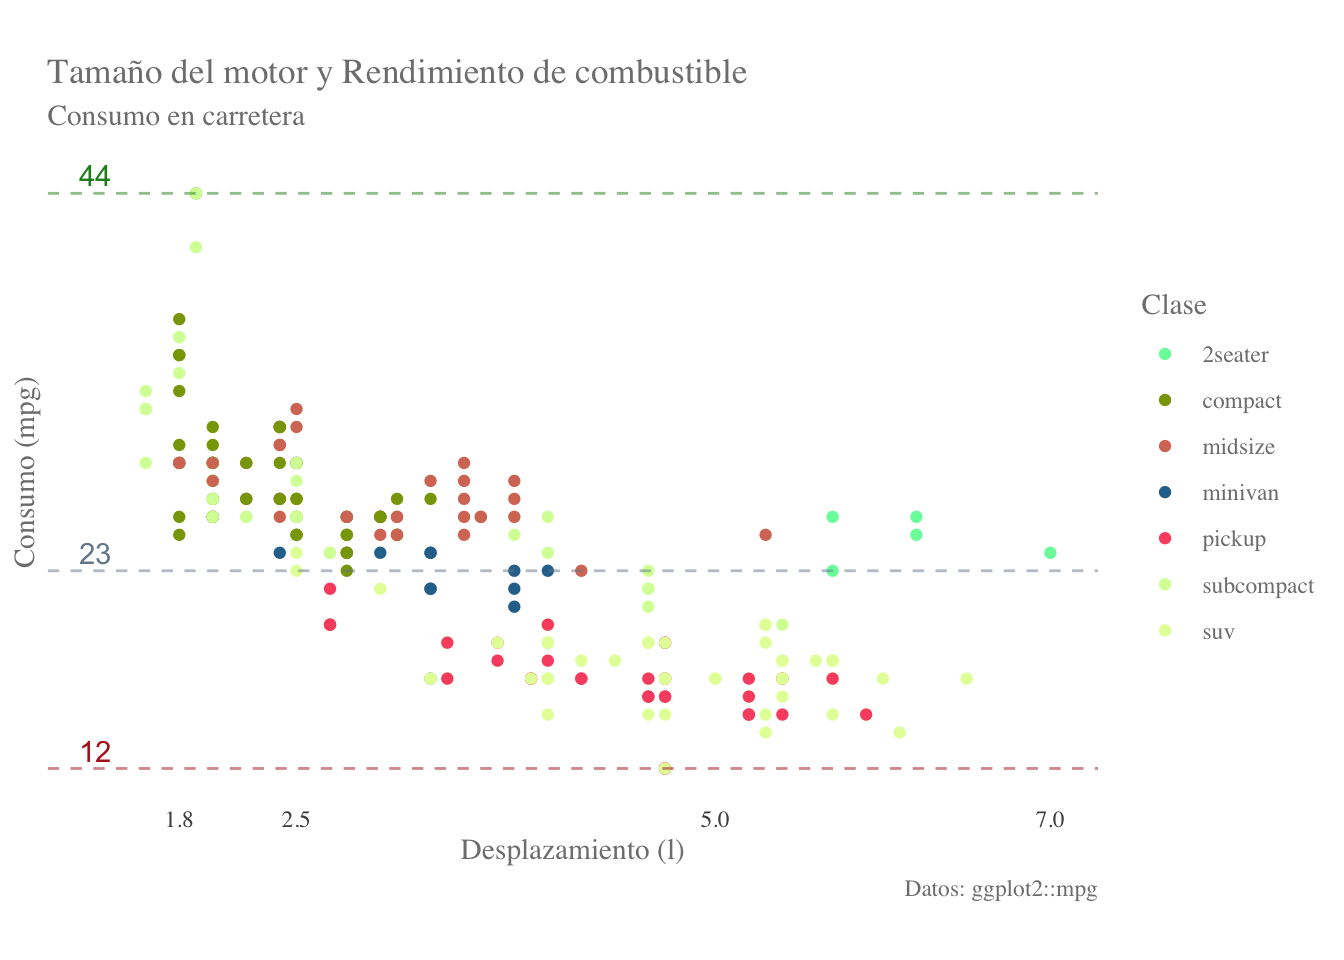 Tamaño del motor y Rendimiento de combustible
Consumo en carretera
44
23
12
Consumo (mpg)
1.8 2.5 5.0 7.0
Desplazamiento (l)
Clase
2seater
compact
midsize
minivan
pickup
subcompact
suv
Datos: ggplot2::mpg